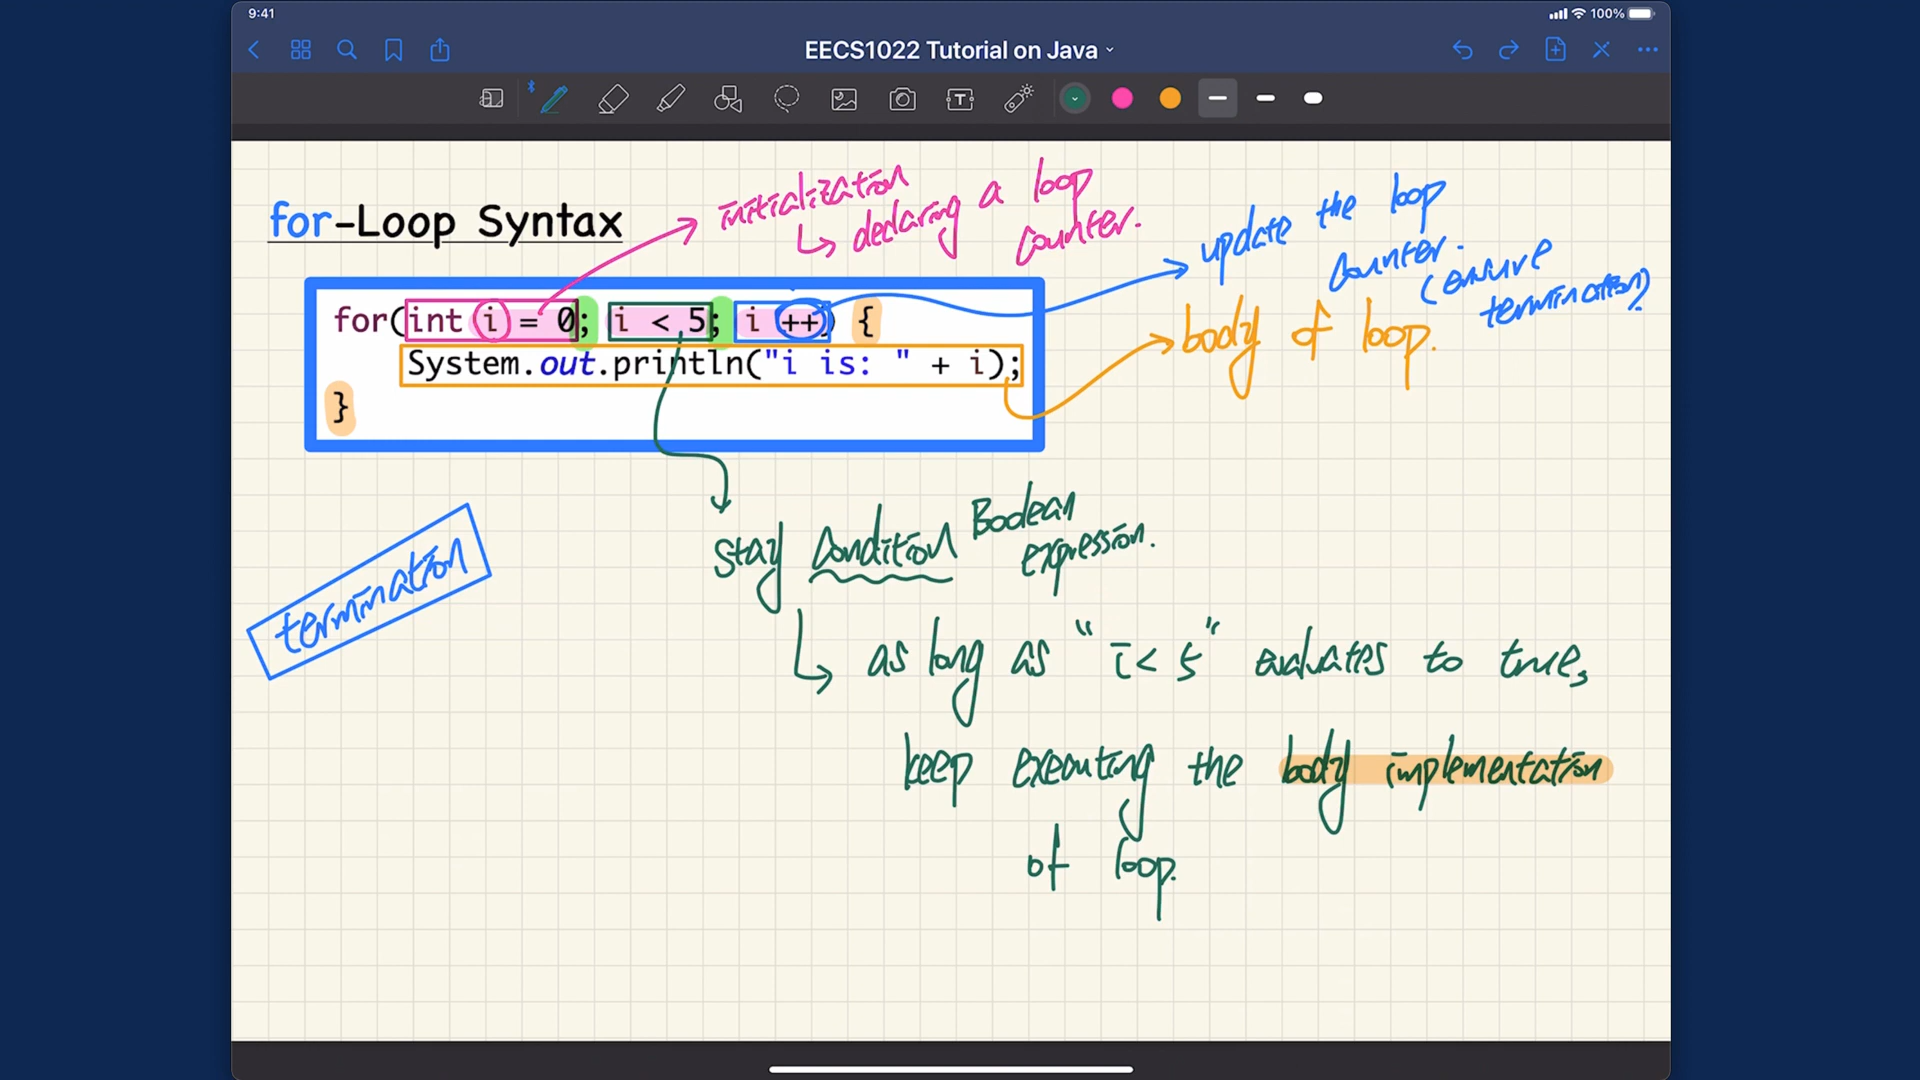 9:41
100%
EECS1022 Tutorial on Java
T
for-Loop Syntax
initialization
↳ declaring a loop
counter.
update the loop
counter.
(ensure
termination)
for(int i = 0; i < 5; i ++) {
System.out.println("i is: " + i);
}
body of loop.
termination
stay condition Boolean
expression.
↳ as long as "i < 5" evaluates to true,
keep executing the body implementation
of loop.